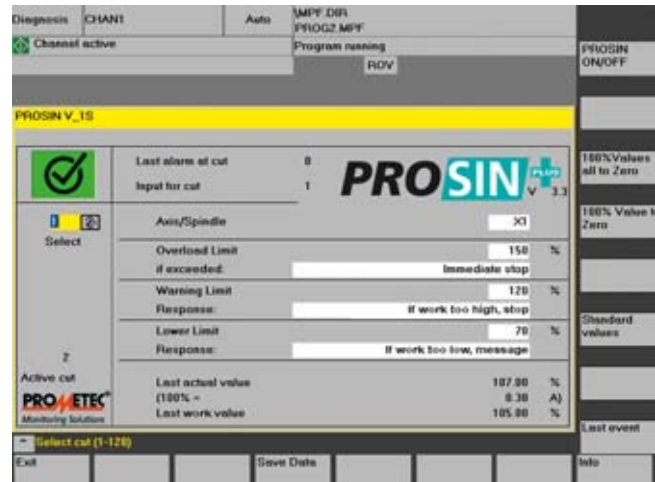 Diagnosis CHAN1 Auto \MPF.DIR
PROG2.MPF
Channel active Program running
ROV
PROSIN ON/OFF
PROSIN V_1S
Last alarm at cut 0
Input for cut 1
PROSIN PLUS V 3.3
100%Values all to Zero
1
Select
Axis/Spindle X1
100% Value to Zero
Overload Limit 150 %
if exceeded: Immediate stop
Warning Limit 120 %
Response: If work too high, stop
Lower Limit 70 %
Response: If work too low, message
Standard values
2
Active cut
Last actual value 107.00 %
(100% = 0.30 A)
Last work value 105.00 %
PROMETEC
Monitoring Solutions
Last event
Select cut (1-120)
Exit Save Data Info